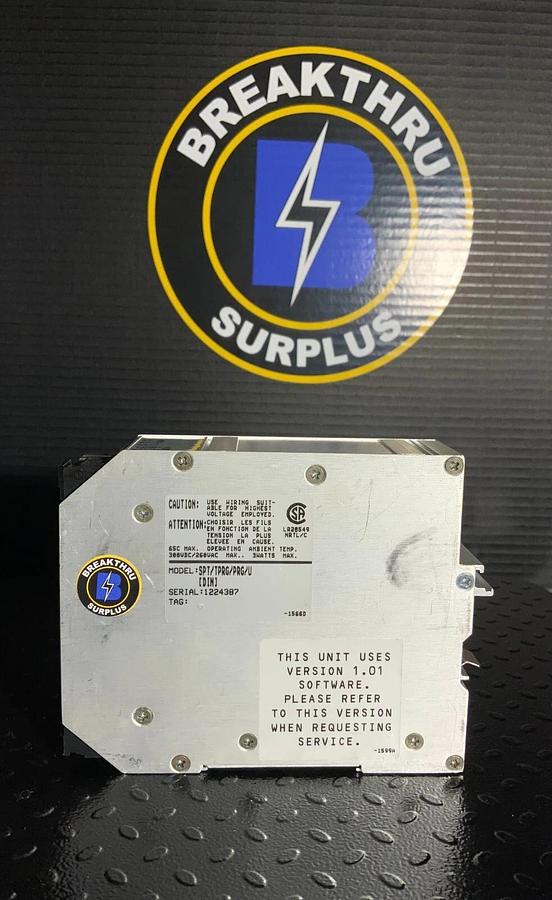 BREAKTHRU
B
SURPLUS
CAUTION: USE WIRING SUIT-
ABLE FOR HIGHEST
VOLTAGE EMPLOYED.
ATTENTION: CHOISIR LES FILS
EN FONCTION DE LA
TENSION LA PLUS
ELEVEE EN CAUSE.
LR28549
NRTL/C
65C MAX. OPERATING AMBIENT TEMP.
300VDC/260VAC MAX., 3WATTS MAX.
MODEL: SPT/TPRG/PRG/U
[DIN]
SERIAL: 1224387
TAG:
-1566D
BREAKTHRU
B
SURPLUS
THIS UNIT USES
VERSION 1.01
SOFTWARE.
PLEASE REFER
TO THIS VERSION
WHEN REQUESTING
SERVICE.
-1599A